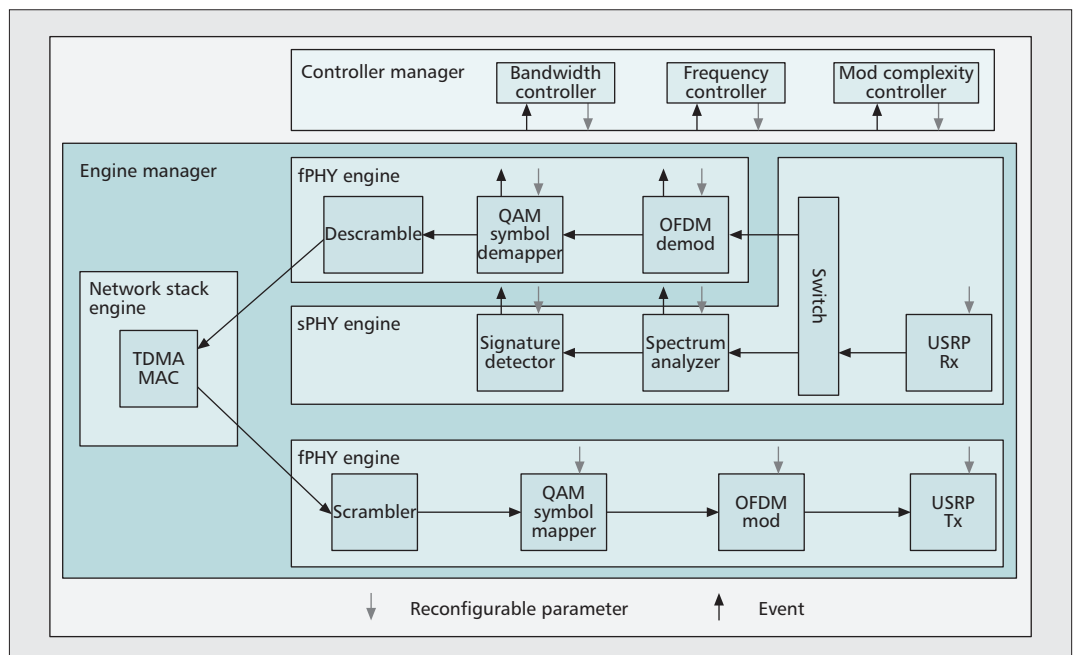 Controller manager
Bandwidth
controller
Frequency
controller
Mod complexity
controller
Engine manager
fPHY engine
Descramble
QAM
symbol
demapper
OFDM
demod
Switch
Network stack
engine
TDMA
MAC
sPHY engine
Signature
detector
Spectrum
analyzer
USRP
Rx
fPHY engine
Scrambler
QAM
symbol
mapper
OFDM
mod
USRP
Tx
Reconfigurable parameter
Event